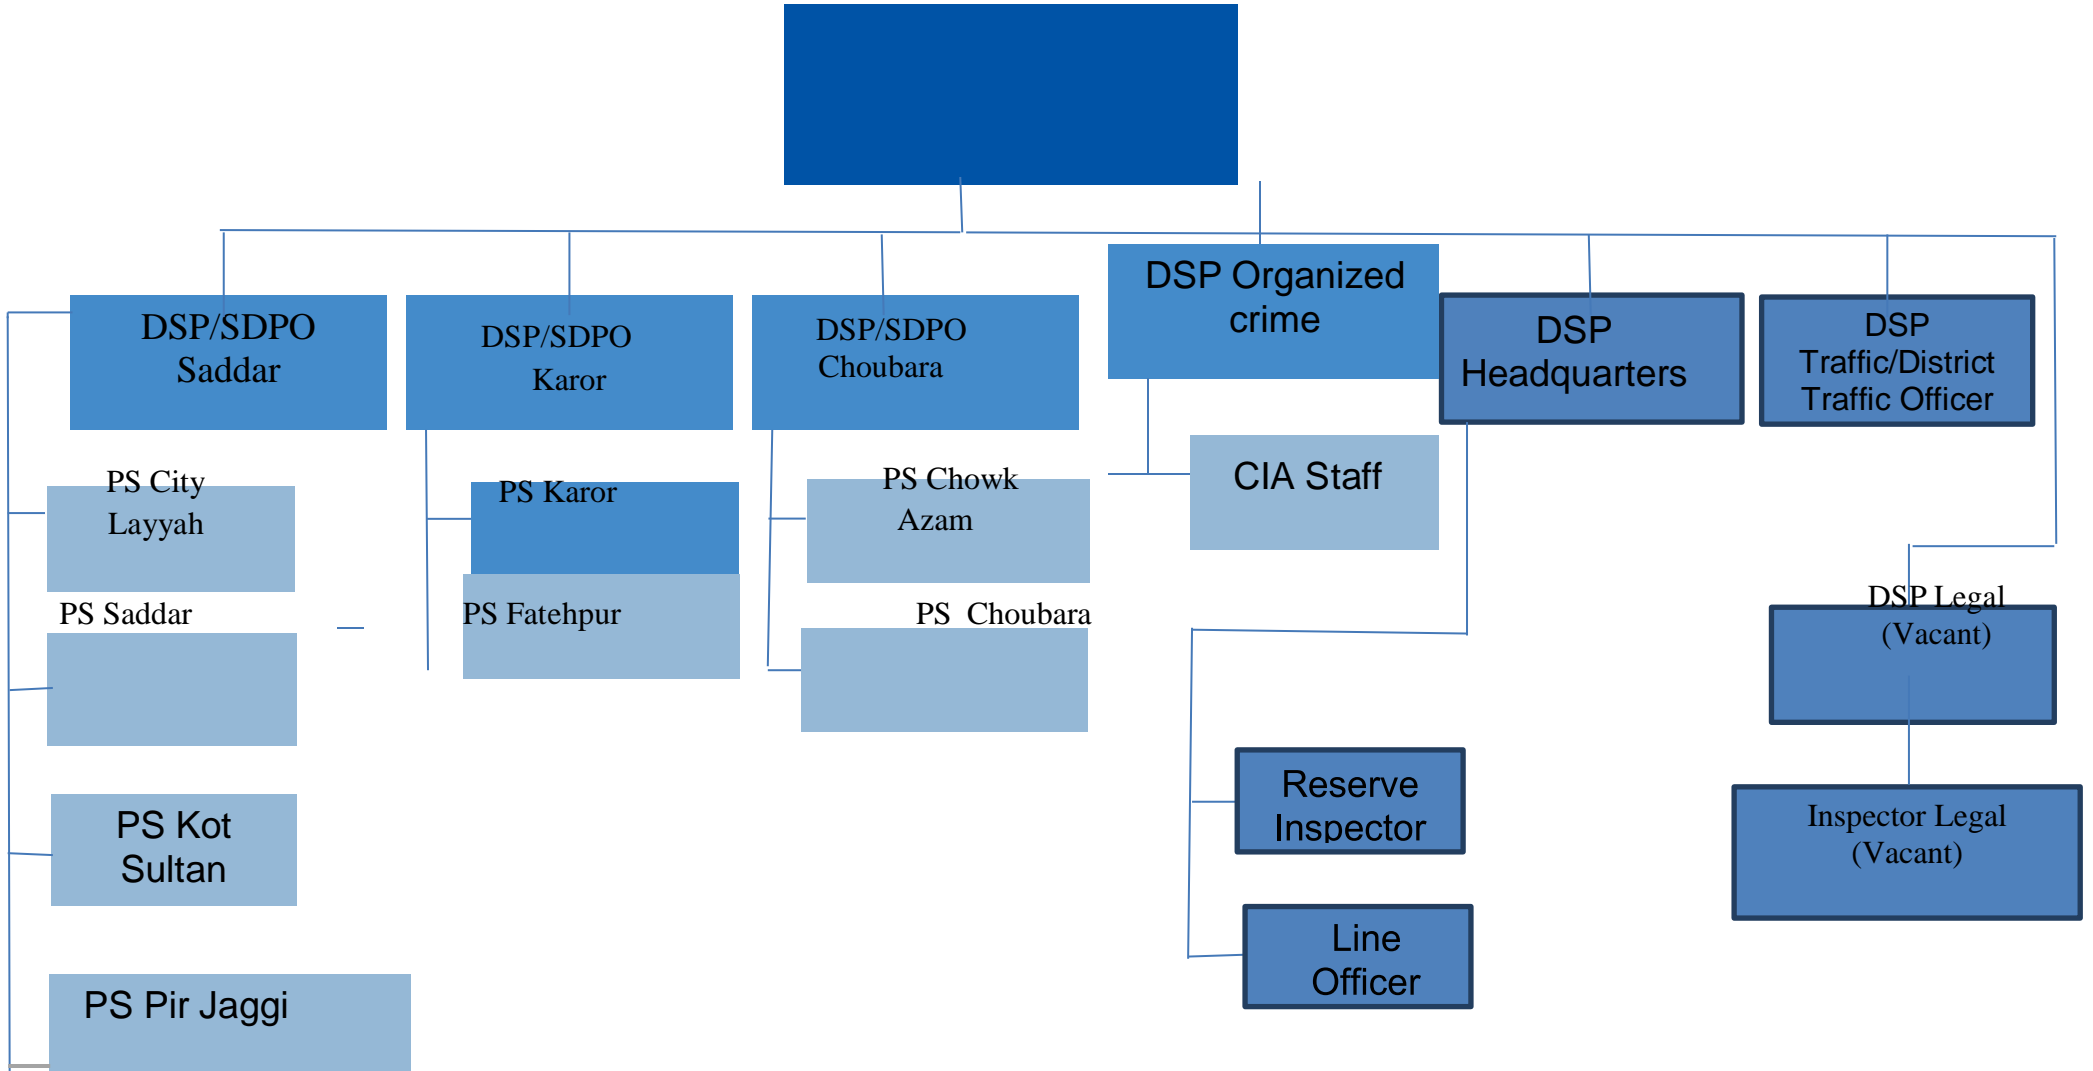 DSP/SDPO
Saddar
DSP/SDPO
Karor
DSP/SDPO
Choubara
DSP Organized
crime
DSP
Headquarters
DSP
Traffic/District
Traffic Officer
PS City
Layyah
PS Karor
PS Chowk
Azam
CIA Staff
PS Saddar
PS Fatehpur
PS Choubara
DSP Legal
(Vacant)
PS Kot
Sultan
Reserve
Inspector
Inspector Legal
(Vacant)
Line
Officer
PS Pir Jaggi